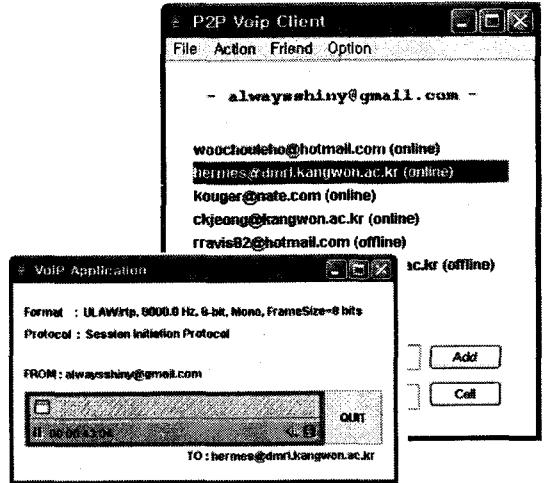 P2P Voip Client
File Action Friend Option
- alwaysshiny@gmail.com -
woochouleho@hotmail.com (online)
hermes@dmrl.kangwon.ac.kr (online)
kouger@nate.com (online)
ckjeong@kangwon.ac.kr (online)
rravis82@hotmail.com (offline)
ac.kr (offline)
Add
Call
VoIP Application
Format : ULAW/rtp, 8000.0 Hz, 8-bit, Mono, FrameSize=8 bits
Protocol : Session Initiation Protocol
FROM : alwaysshiny@gmail.com
QUIT
TO : hermes@dmrl.kangwon.ac.kr